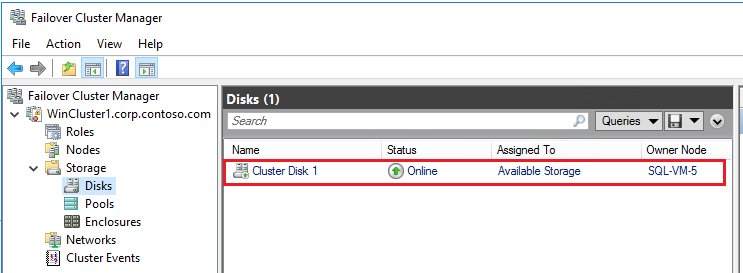 Failover Cluster Manager
File Action View Help
Failover Cluster Manager
WinCluster1.corp.contoso.com
Roles
Nodes
Storage
Disks
Pools
Enclosures
Networks
Cluster Events
Disks (1)
Search Queries
Name Status Assigned To Owner Node
Cluster Disk 1 Online Available Storage SQL-VM-5